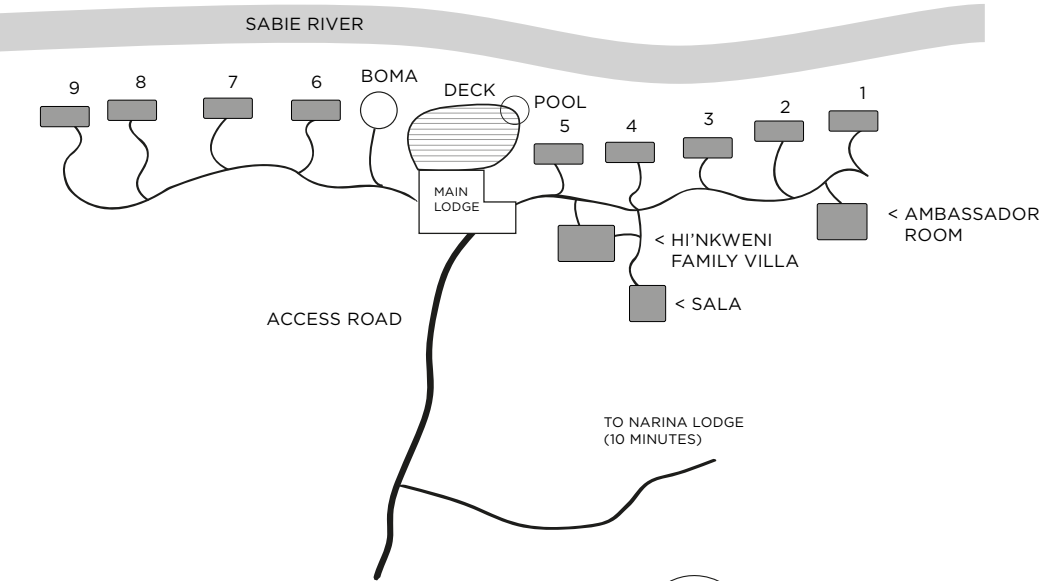 SABIE RIVER
9
8
7
6
BOMA
DECK
POOL
5
4
3
2
1
MAIN
LODGE
< AMBASSADOR
ROOM
< HI'NKWENI
FAMILY VILLA
< SALA
ACCESS ROAD
TO NARINA LODGE
(10 MINUTES)